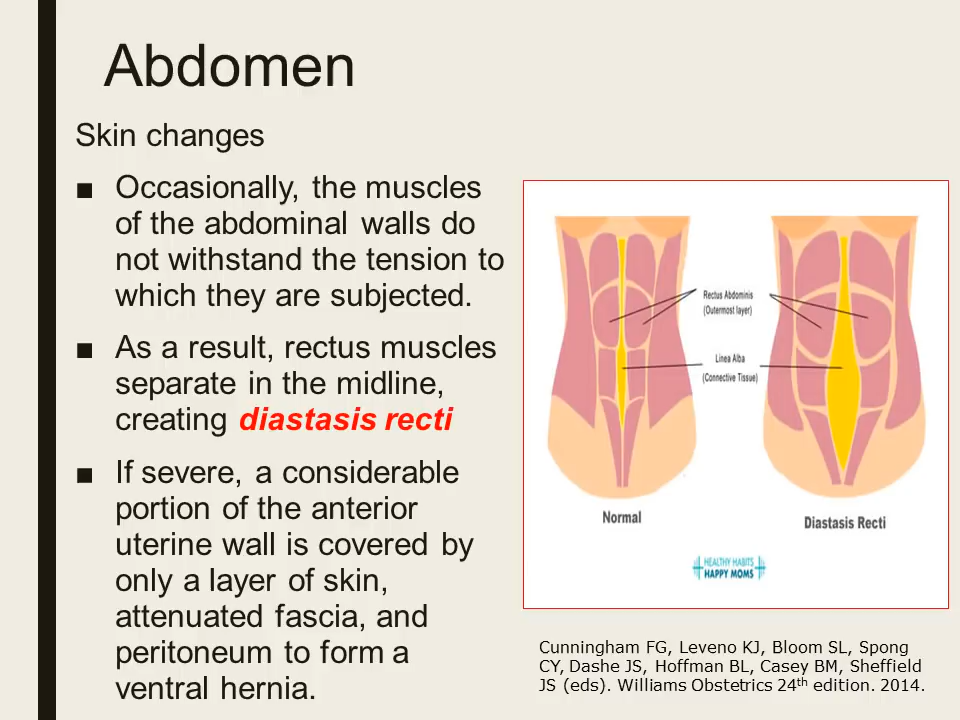 Abdomen
Skin changes
■ Occasionally, the muscles
of the abdominal walls do
not withstand the tension to
which they are subjected.
■ As a result, rectus muscles
separate in the midline,
creating diastasis recti
■ If severe, a considerable
portion of the anterior
uterine wall is covered by
only a layer of skin,
attenuated fascia, and
peritoneum to form a
ventral hernia.
Rectus Abdominis
(Outermost layer)
Linea Alba
(Connective Tissue)
Normal
Diastasis Recti
HEALTHY HABITS
HAPPY MOMS
Cunningham FG, Leveno KJ, Bloom SL, Spong
CY, Dashe JS, Hoffman BL, Casey BM, Sheffield
JS (eds). Williams Obstetrics 24th edition. 2014.